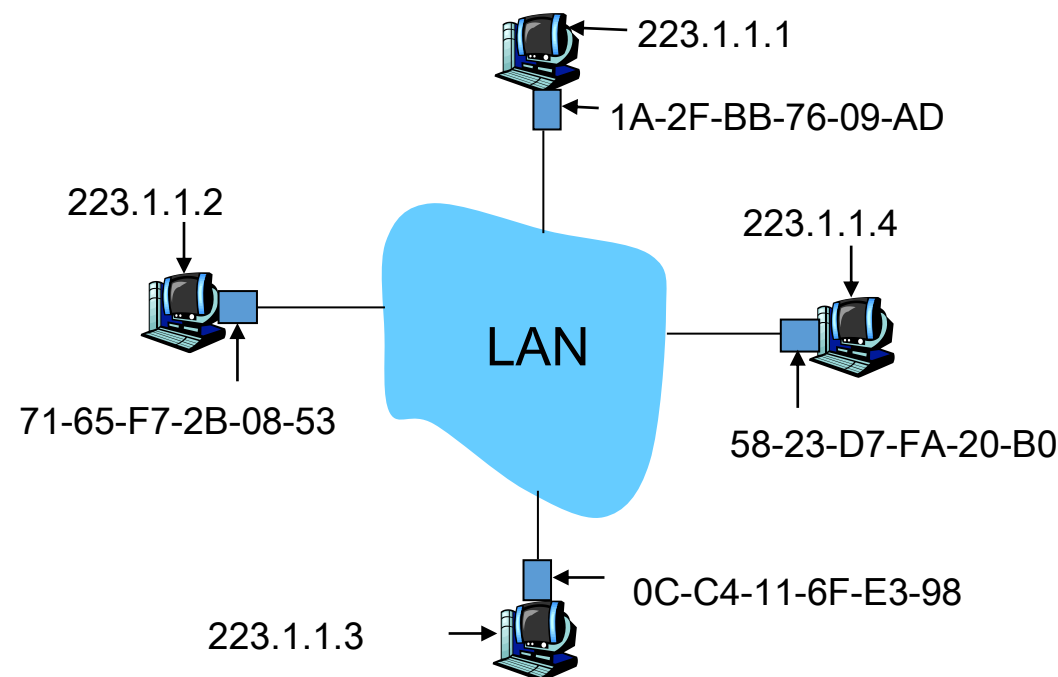 223.1.1.1
1A-2F-BB-76-09-AD
223.1.1.2
223.1.1.4
LAN
71-65-F7-2B-08-53
58-23-D7-FA-20-B0
0C-C4-11-6F-E3-98
223.1.1.3